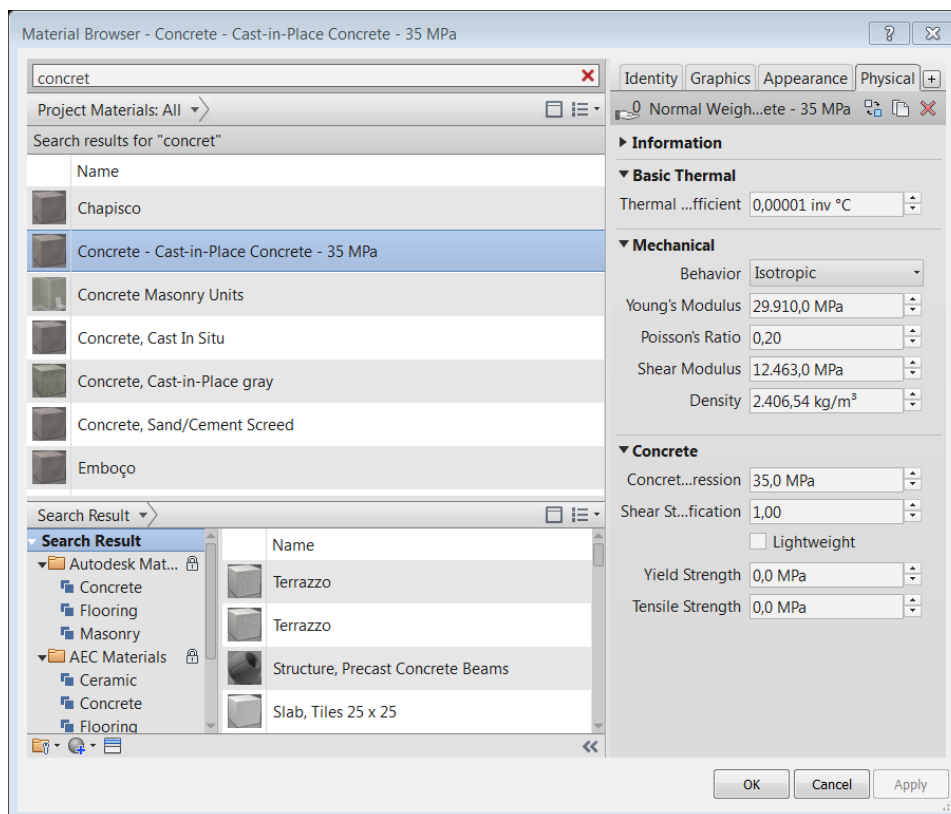 Material Browser - Concrete - Cast-in-Place Concrete - 35 MPa
concret
Project Materials: All
Search results for "concret"
Name
Chapisco
Concrete - Cast-in-Place Concrete - 35 MPa
Concrete Masonry Units
Concrete, Cast In Situ
Concrete, Cast-in-Place gray
Concrete, Sand/Cement Screed
Emboço
Search Result
Search Result
Autodesk Mat...
Concrete
Flooring
Masonry
AEC Materials
Ceramic
Concrete
Flooring
Name
Terrazzo
Terrazzo
Structure, Precast Concrete Beams
Slab, Tiles 25 x 25
Identity Graphics Appearance Physical +
0 Normal Weigh...ete - 35 MPa
Information
Basic Thermal
Thermal ...fficient 0,00001 inv °C
Mechanical
Behavior Isotropic
Young's Modulus 29.910,0 MPa
Poisson's Ratio 0,20
Shear Modulus 12.463,0 MPa
Density 2.406,54 kg/m³
Concrete
Concret...ression 35,0 MPa
Shear St...fication 1,00
Lightweight
Yield Strength 0,0 MPa
Tensile Strength 0,0 MPa
OK Cancel Apply